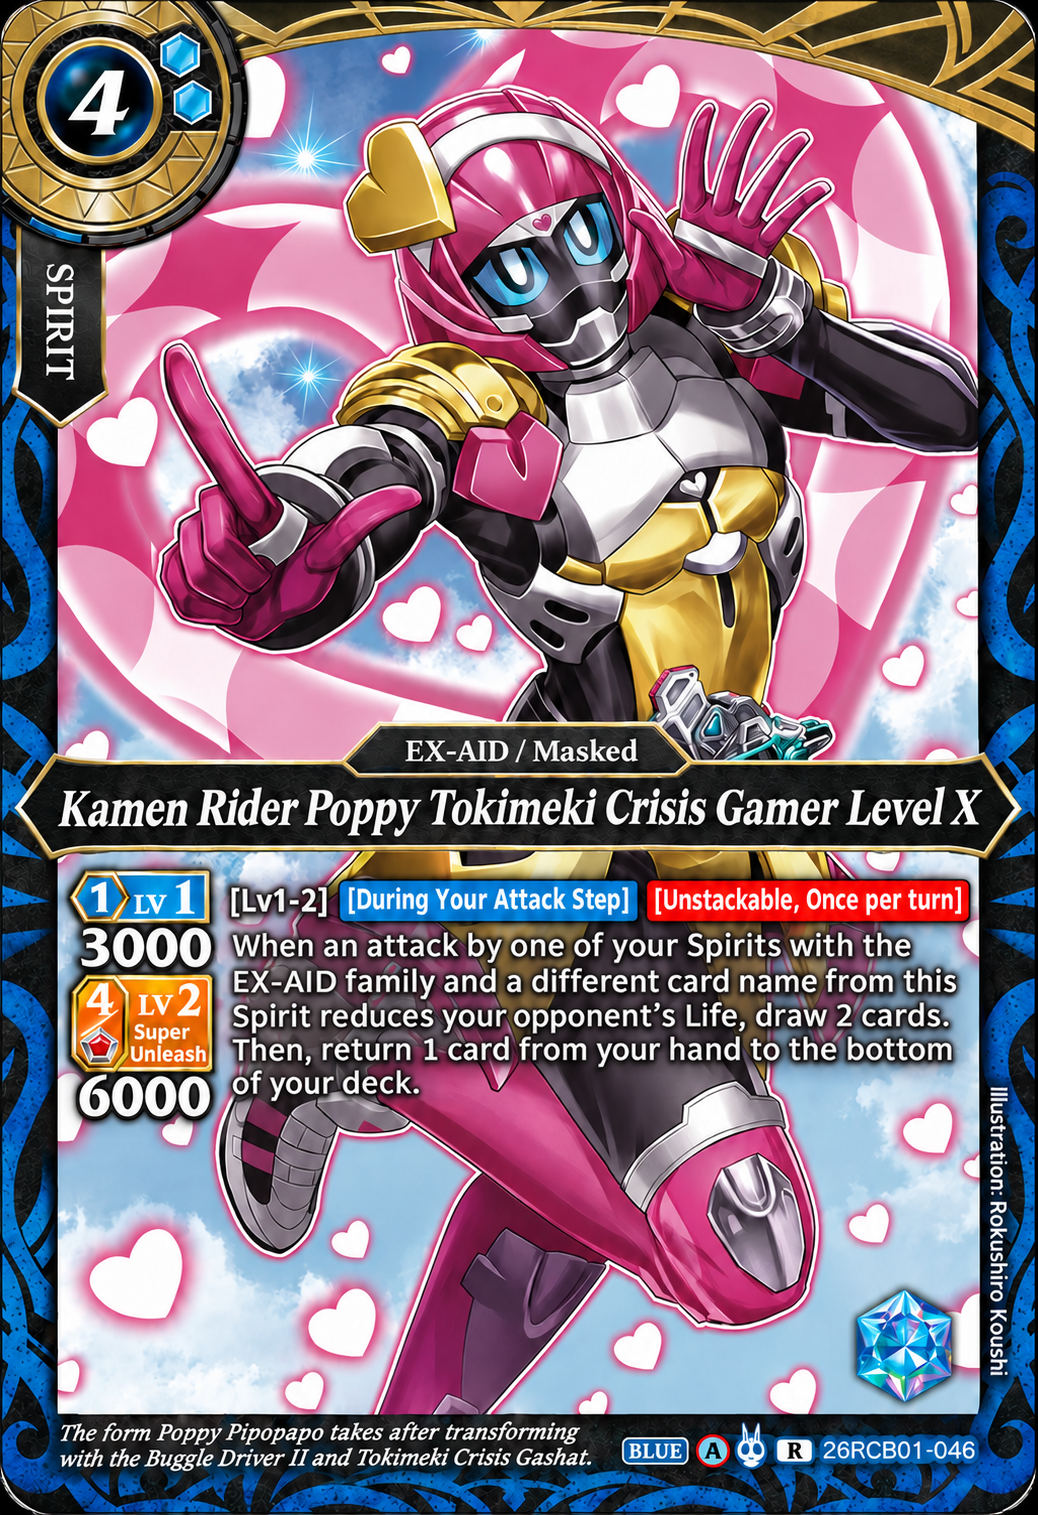 4
SPIRIT
EX-AID / Masked
Kamen Rider Poppy Tokimeki Crisis Gamer Level X
1 LV 1
3000
4 LV 2
Super
Unleash
6000
[Lv1-2] [During Your Attack Step] [Unstackable, Once per turn]
When an attack by one of your Spirits with the
EX-AID family and a different card name from this
Spirit reduces your opponent's Life, draw 2 cards.
Then, return 1 card from your hand to the bottom
of your deck.
Illustration: Rokushiro Koushi
The form Poppy Pipopapo takes after transforming
with the Buggle Driver II and Tokimeki Crisis Gashat.
BLUE A R 26RCB01-046